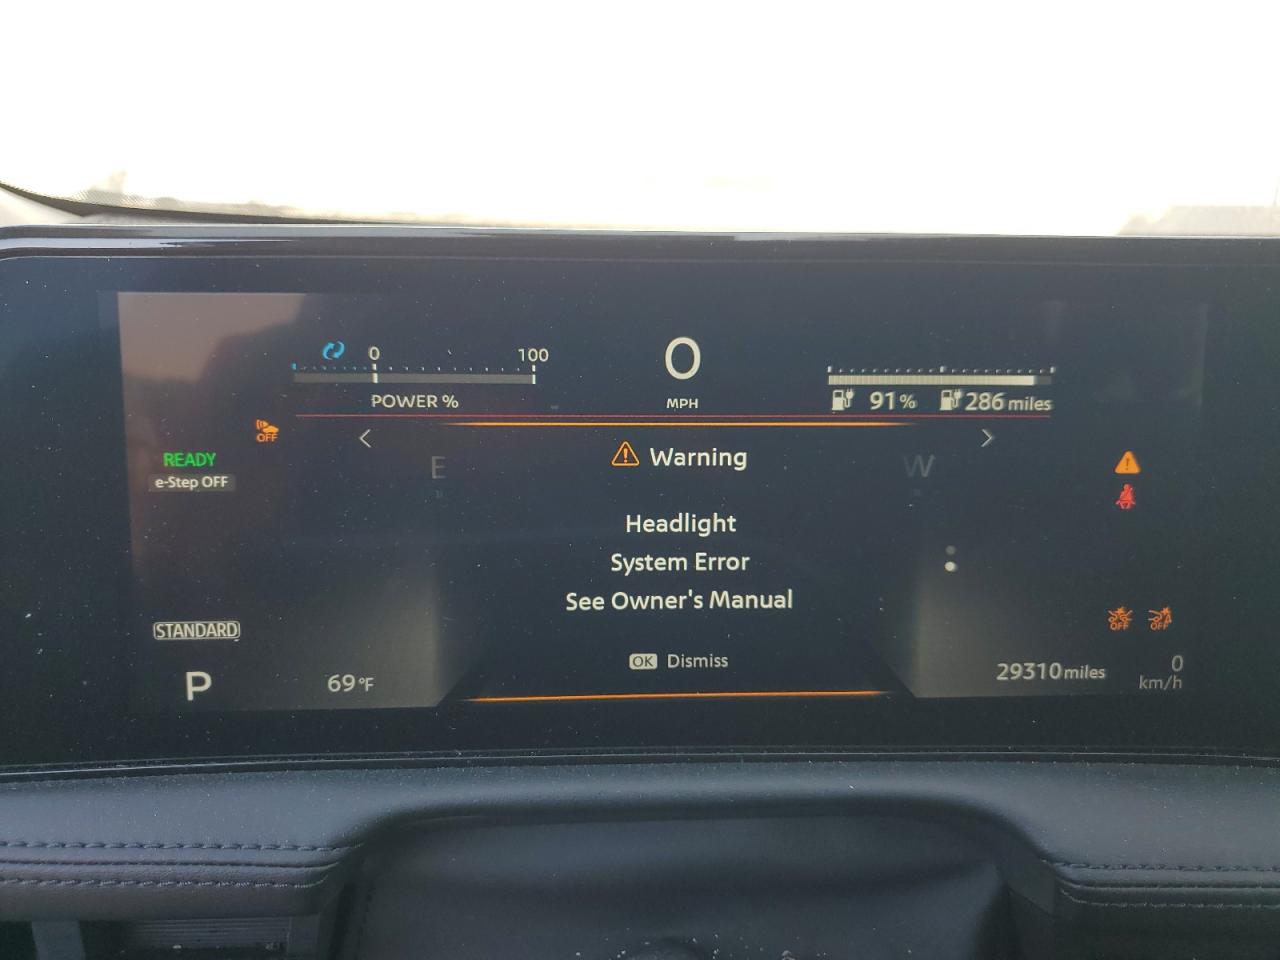 0 100
POWER %
0
MPH
91% 286 miles
OFF
READY
e-Step OFF
E W
Warning
Headlight
System Error
See Owner's Manual
OK Dismiss
STANDARD
P
69°F
OFF OFF
29310 miles
0
km/h